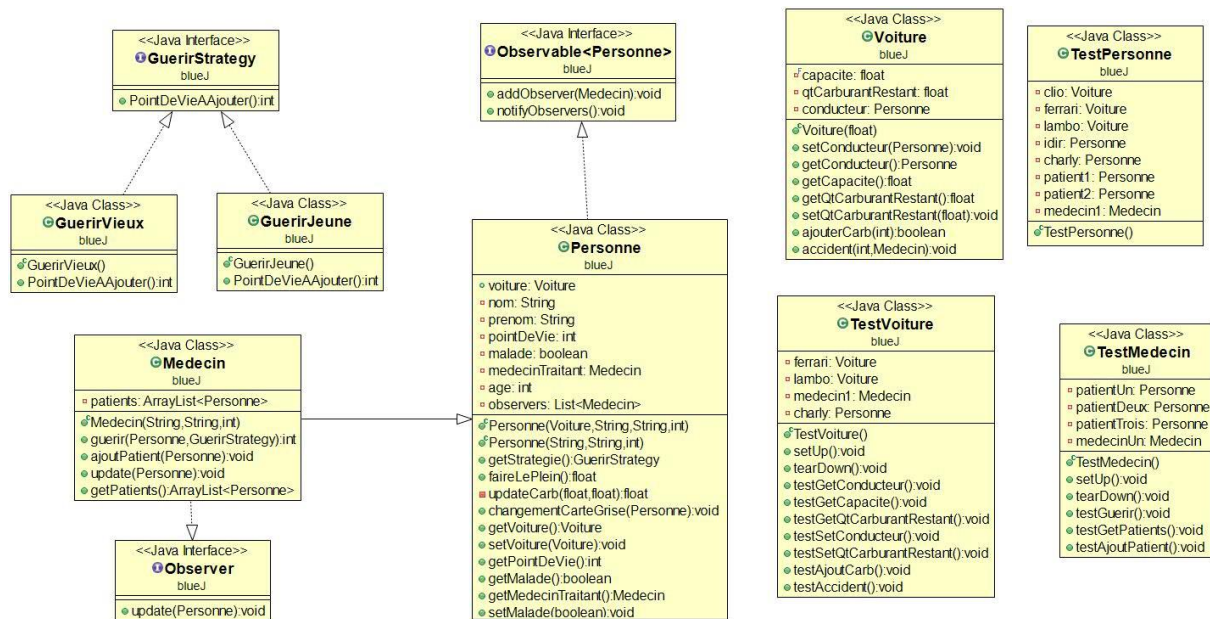 <<Java Interface>>
GuerirStrategy
blueJ
PointDeVieAAjouter():int
<<Java Class>>
GuerirVieux
blueJ
GuerirVieux()
PointDeVieAAjouter():int
<<Java Class>>
GuerirJeune
blueJ
GuerirJeune()
PointDeVieAAjouter():int
<<Java Class>>
Medecin
blueJ
patients: ArrayList<Personne>
Medecin(String,String,int)
guerir(Personne,GuerirStrategy):int
ajoutPatient(Personne):void
update(Personne):void
getPatients():ArrayList<Personne>
<<Java Interface>>
Observer
blueJ
update(Personne):void
<<Java Interface>>
Observable<Personne>
blueJ
addObserver(Medecin):void
notifyObservers():void
<<Java Class>>
Personne
blueJ
voiture: Voiture
nom: String
prenom: String
pointDeVie: int
malade: boolean
medecinTraitant: Medecin
age: int
observers: List<Medecin>
Personne(Voiture,String,String,int)
Personne(String,String,int)
getStrategie():GuerirStrategy
faireLePlein():float
updateCarb(float,float):float
changementCarteGrise(Personne):void
getVoiture():Voiture
setVoiture(Voiture):void
getPointDeVie():int
getMalade():boolean
getMedecinTraitant():Medecin
setMalade(boolean):void
<<Java Class>>
Voiture
blueJ
capacite: float
qtCarburantRestant: float
conducteur: Personne
Voiture(float)
setConducteur(Personne):void
getConducteur():Personne
getCapacite():float
getQtCarburantRestant():float
setQtCarburantRestant(float):void
ajouterCarb(int):boolean
accident(int,Medecin):void
<<Java Class>>
TestPersonne
blueJ
clio: Voiture
ferrari: Voiture
lambo: Voiture
idir: Personne
charly: Personne
patient1: Personne
patient2: Personne
medecin1: Medecin
TestPersonne()
<<Java Class>>
TestVoiture
blueJ
ferrari: Voiture
lambo: Voiture
medecin1: Medecin
charly: Personne
TestVoiture()
setUp():void
tearDown():void
testGetConducteur():void
testGetCapacite():void
testGetQtCarburantRestant():void
testSetConducteur():void
testSetQtCarburantRestant():void
testAjoutCarb():void
testAccident():void
<<Java Class>>
TestMedecin
blueJ
patientUn: Personne
patientDeux: Personne
patientTrois: Personne
medecinUn: Medecin
TestMedecin()
setUp():void
tearDown():void
testGuerir():void
testGetPatients():void
testAjoutPatient():void